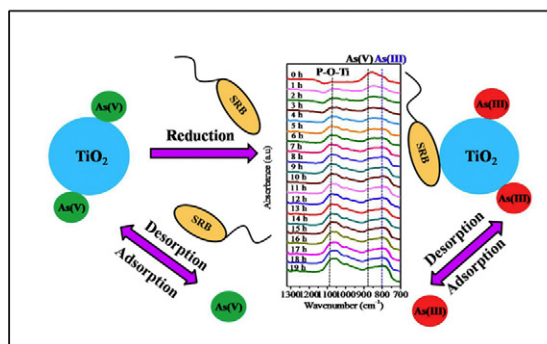 As(V) As(III)
P-O-Ti
0 h
1 h
2 h
3 h
4 h
5 h
6 h
7 h
8 h
9 h
10 h
11 h
12 h
13 h
14 h
15 h
16 h
17 h
18 h
19 h
Absorbance (a.u)
1300 1200 1100 1000 900 800 700
Wavenumber (cm-1)
As(V)
TiO2
As(V)
SRB
Reduction
SRB
Desorption
Adsorption
As(V)
SRB
As(III)
TiO2
As(III)
Desorption
Adsorption
As(III)